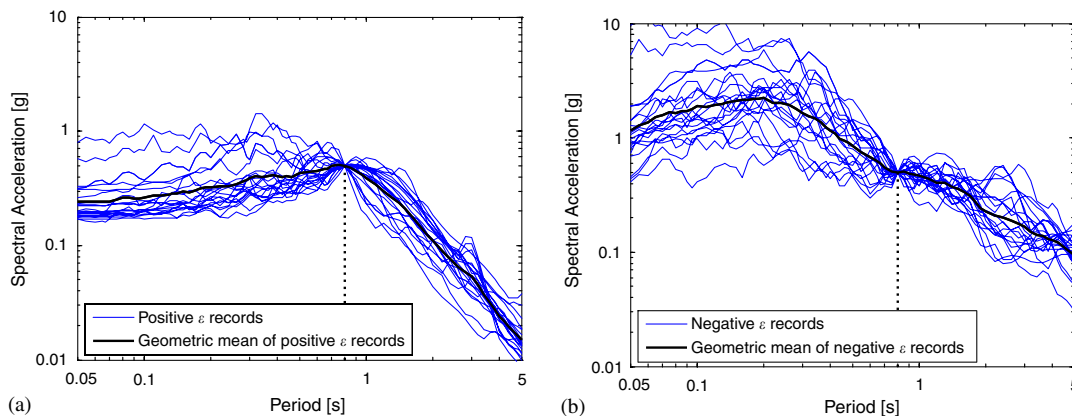 10
1
0.1
0.01
Spectral Acceleration [g]
Positive ε records
Geometric mean of positive ε records
0.05
0.1
1
5
Period [s]
(a)
10
1
0.1
0.01
Spectral Acceleration [g]
Negative ε records
Geometric mean of negative ε records
0.05
0.1
1
5
Period [s]
(b)